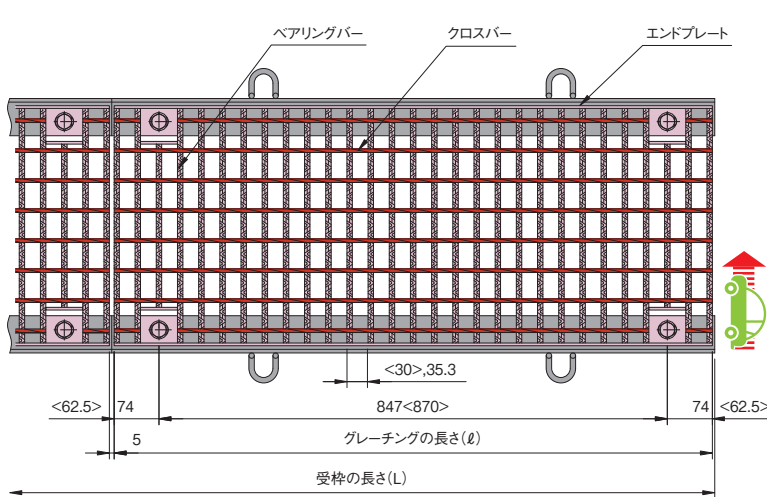 ベアリングバー
クロスバー
エンドプレート
<30>,35.3
<62.5>
74
847<870>
74
<62.5>
5
グレーチングの長さ(ℓ)
受枠の長さ(L)